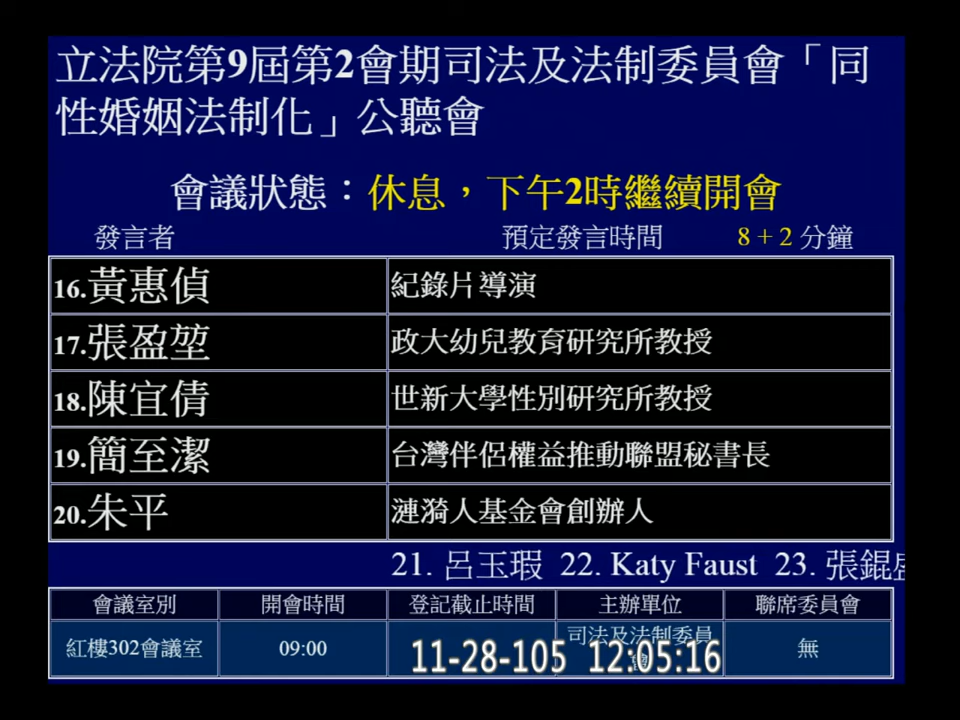 立法院第9屆第2會期司法及法制委員會「同
性婚姻法制化」公聽會
會議狀態：休息，下午2時繼續開會
發言者 預定發言時間 8 + 2 分鐘
16.黃惠偵 紀錄片導演
17.張盈堃 政大幼兒教育研究所教授
18.陳宜倩 世新大學性別研究所教授
19.簡至潔 台灣伴侶權益推動聯盟秘書長
20.朱平 漣漪人基金會創辦人
21. 呂玉瑕 22. Katy Faust 23. 張錕盛
會議室別 開會時間 登記截止時間 主辦單位 聯席委員會
紅樓302會議室 09:00 司法及法制委員 無
11-28-105 12:05:16